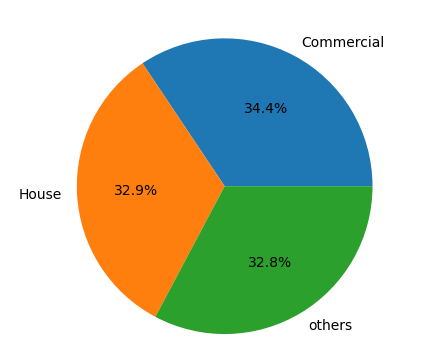 Commercial
34.4%
House
32.9%
32.8%
others